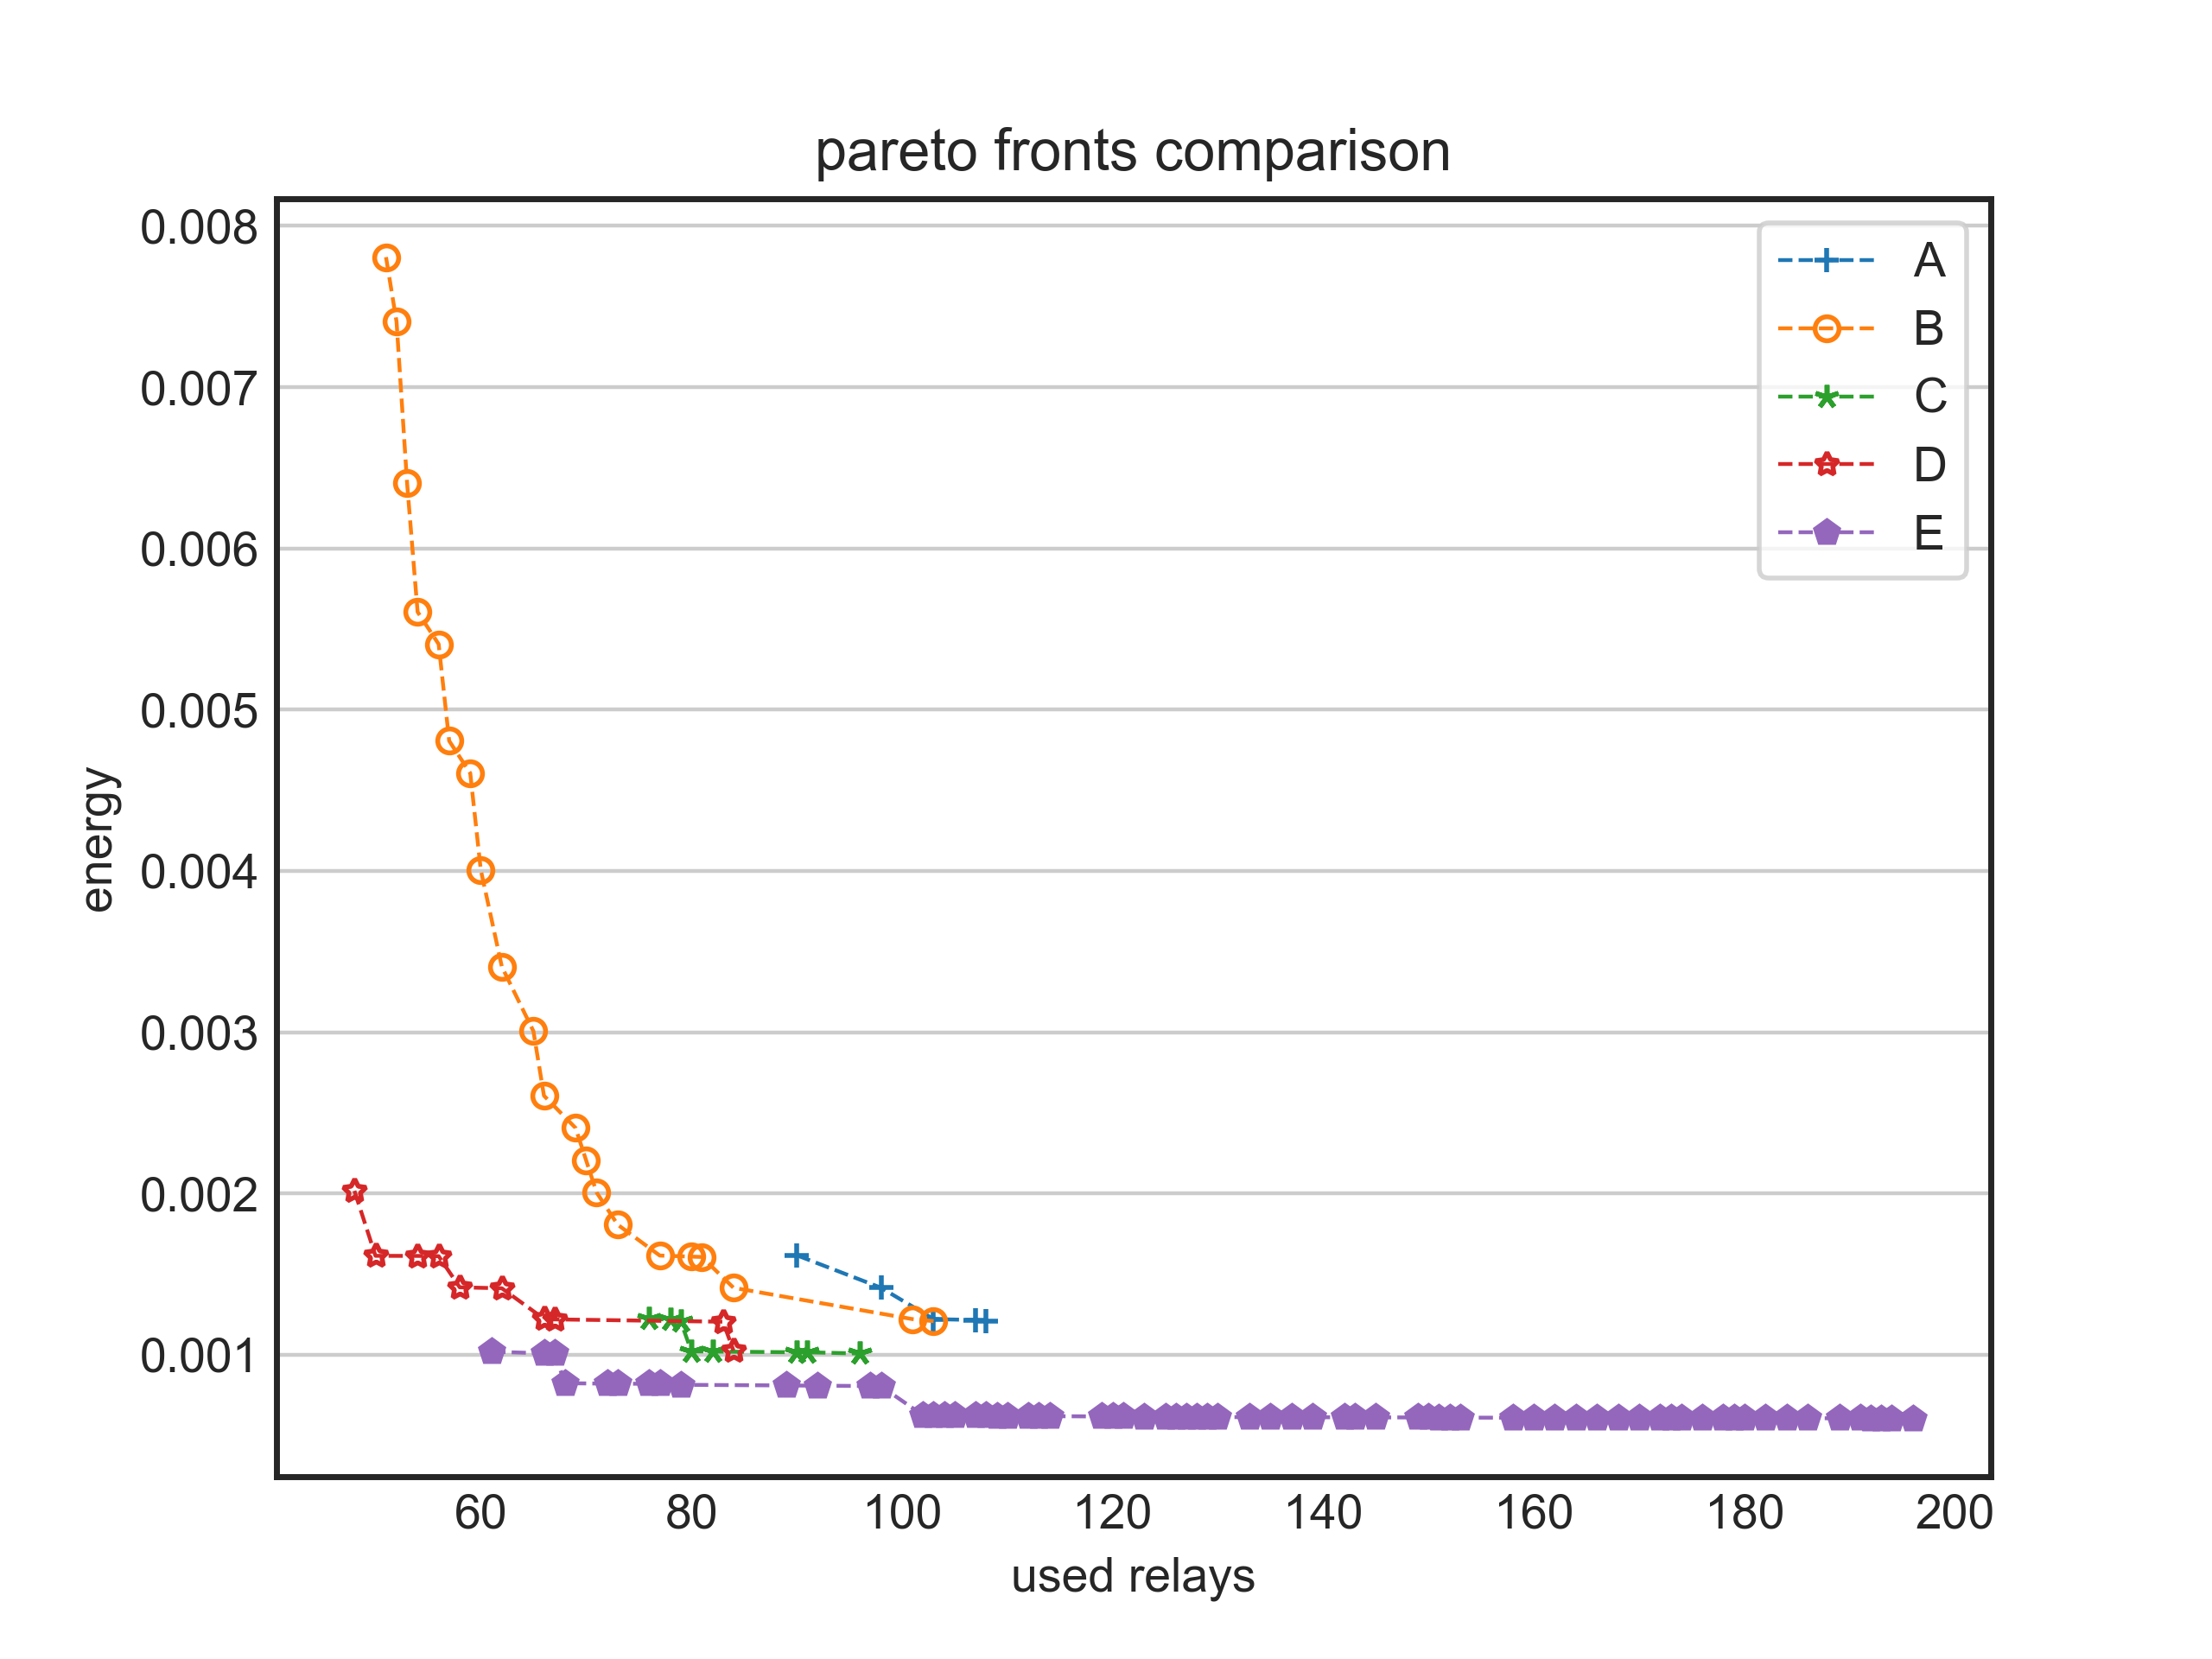 pareto fronts comparison
0.008
0.007
0.006
0.005
0.004
0.003
0.002
0.001
energy
A
B
C
D
E
60 80 100 120 140 160 180 200
used relays